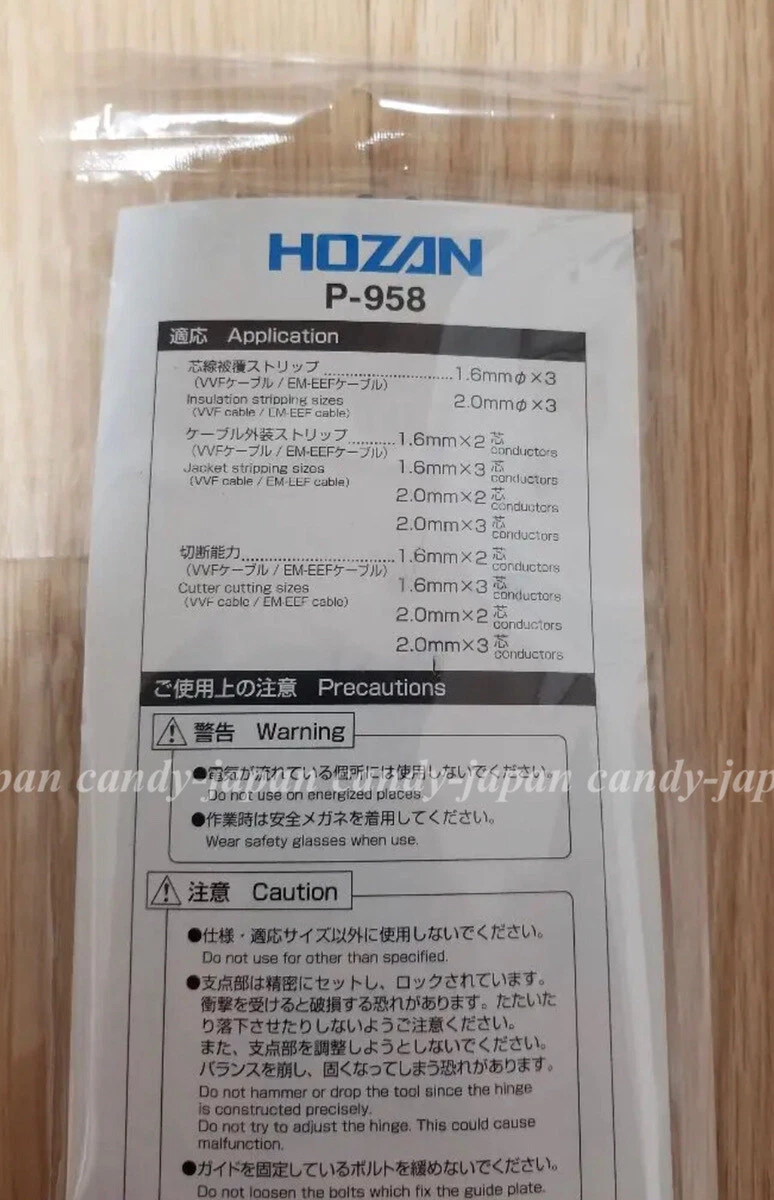 HOZAN
P-958
適応 Application
芯線被覆ストリップ ........ 1.6mmφ×3
(VVFケーブル / EM-EEFケーブル)
Insulation stripping sizes 2.0mmφ×3
(VVF cable / EM-EEF cable)
ケーブル外装ストリップ ........ 1.6mm×2 芯 conductors
(VVFケーブル / EM-EEFケーブル)
Jacket stripping sizes 1.6mm×3 芯 conductors
(VVF cable / EM-EEF cable)
2.0mm×2 芯 conductors
2.0mm×3 芯 conductors
切断能力 ........ 1.6mm×2 芯 conductors
(VVFケーブル / EM-EEFケーブル)
Cutter cutting sizes 1.6mm×3 芯 conductors
(VVF cable / EM-EEF cable)
2.0mm×2 芯 conductors
2.0mm×3 芯 conductors
ご使用上の注意 Precautions
警告 Warning
●電気が流れている個所には使用しないでください。
Do not use on energized places.
pan candy-japan candy-japan candy-jap
●作業時は安全メガネを着用してください。
Wear safety glasses when use.
注意 Caution
●仕様・適応サイズ以外に使用しないでください。
Do not use for other than specified.
●支点部は精密にセットし、ロックされています。
衝撃を受けると破損する恐れがあります。たたいた
り落下させたりしないようご注意ください。
また、支点部を調整しようとしないでください。
バランスを崩し、固くなってしまう恐れがあります。
Do not hammer or drop the tool since the hinge
is constructed precisely.
Do not try to adjust the hinge. This could cause
malfunction.
●ガイドを固定しているボルトを緩めないでください。
Do not loosen the bolts which fix the guide plate.